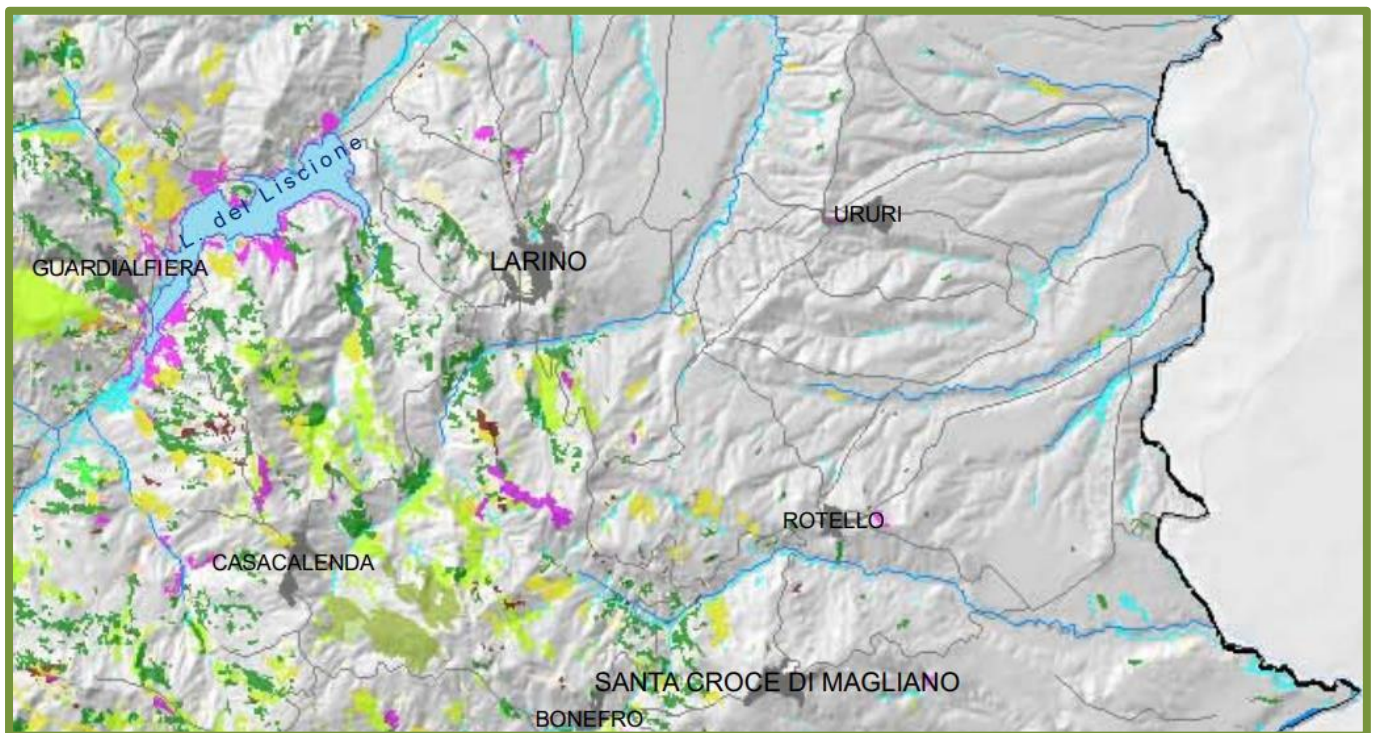 L. del Liscione
URURI
GUARDIALFIERA
LARINO
ROTELLO
CASACALENDA
SANTA CROCE DI MAGLIANO
BONEFRO